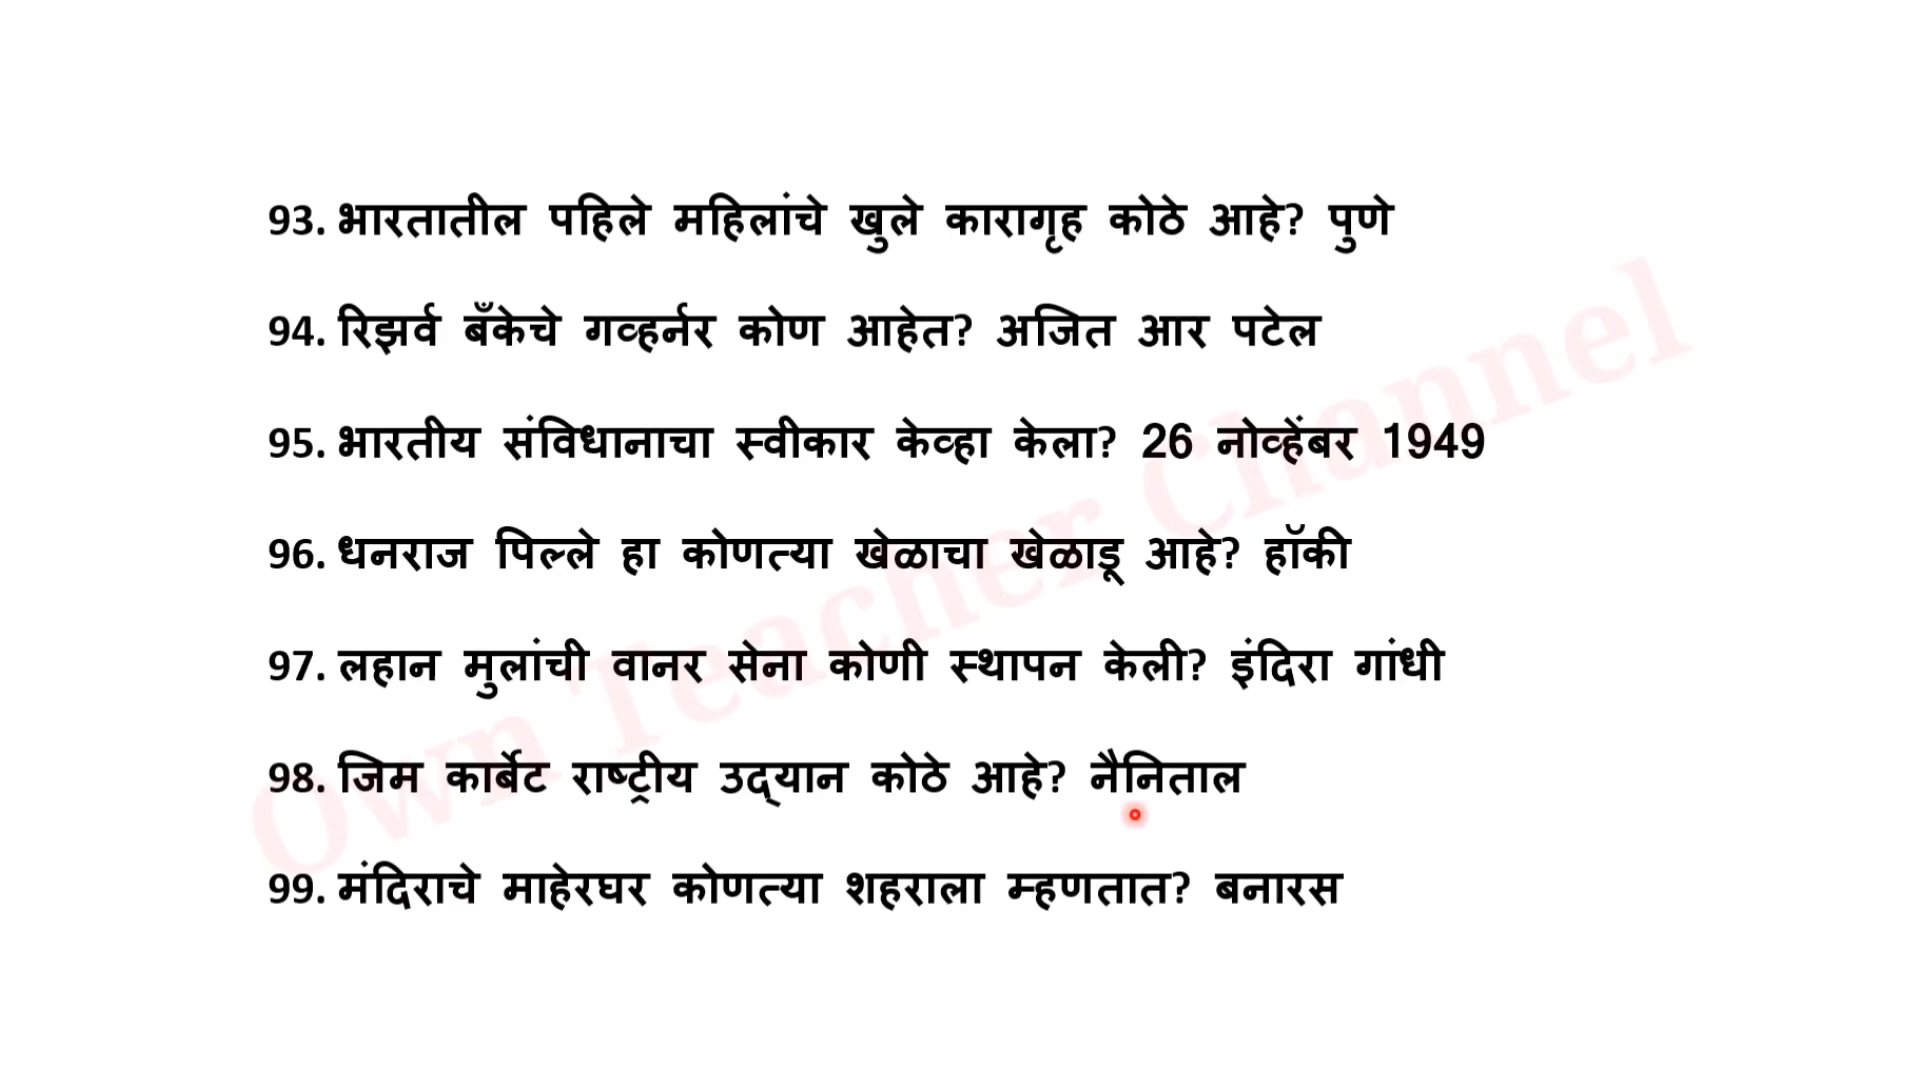 93. भारतातील पहिले महिलांचे खुले कारागृह कोठे आहे? पुणे
94. रिझर्व बँकेचे गव्हर्नर कोण आहेत? अजित आर पटेल
95. भारतीय संविधानाचा स्वीकार केव्हा केला? 26 नोव्हेंबर 1949
96. धनराज पिल्ले हा कोणत्या खेळाचा खेळाडू आहे? हॉकी
97. लहान मुलांची वानर सेना कोणी स्थापन केली? इंदिरा गांधी
98. जिम कार्बेट राष्ट्रीय उद्यान कोठे आहे? नैनिताल
99. मंदिराचे माहेरघर कोणत्या शहराला म्हणतात? बनारस
Own Teacher Channel